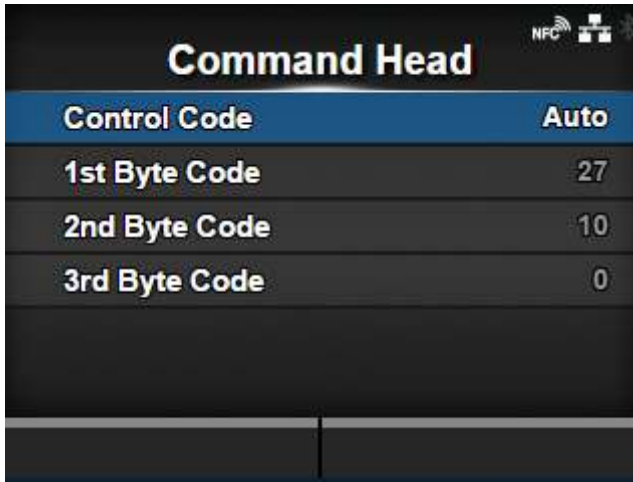 NFC
Command Head
Control Code Auto
1st Byte Code 27
2nd Byte Code 10
3rd Byte Code 0